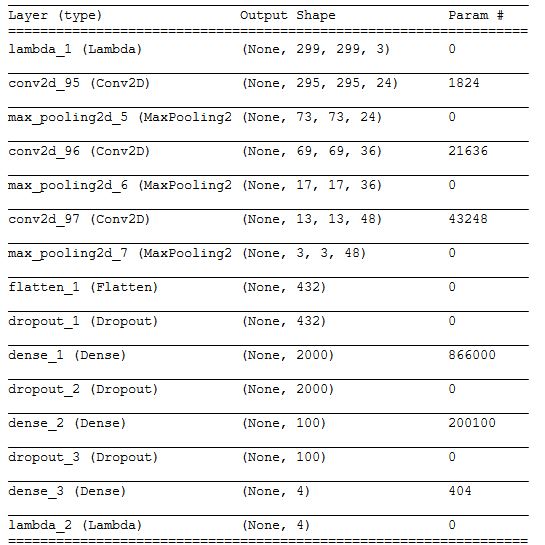 Layer (type) Output Shape Param #
lambda_1 (Lambda) (None, 299, 299, 3) 0
conv2d_95 (Conv2D) (None, 295, 295, 24) 1824
max_pooling2d_5 (MaxPooling2 (None, 73, 73, 24) 0
conv2d_96 (Conv2D) (None, 69, 69, 36) 21636
max_pooling2d_6 (MaxPooling2 (None, 17, 17, 36) 0
conv2d_97 (Conv2D) (None, 13, 13, 48) 43248
max_pooling2d_7 (MaxPooling2 (None, 3, 3, 48) 0
flatten_1 (Flatten) (None, 432) 0
dropout_1 (Dropout) (None, 432) 0
dense_1 (Dense) (None, 2000) 866000
dropout_2 (Dropout) (None, 2000) 0
dense_2 (Dense) (None, 100) 200100
dropout_3 (Dropout) (None, 100) 0
dense_3 (Dense) (None, 4) 404
lambda_2 (Lambda) (None, 4) 0